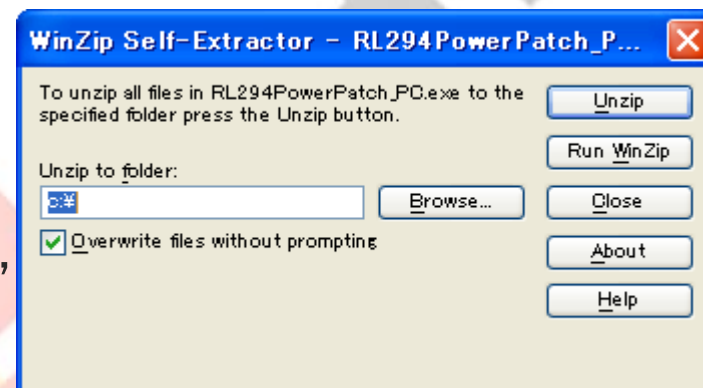 WinZip Self-Extractor - RL294PowerPatch_P...
To unzip all files in RL294PowerPatch_PC.exe to the
specified folder press the Unzip button.
Unzip to folder:
c:¥
Browse...
Overwrite files without prompting
Unzip
Run WinZip
Close
About
Help
,